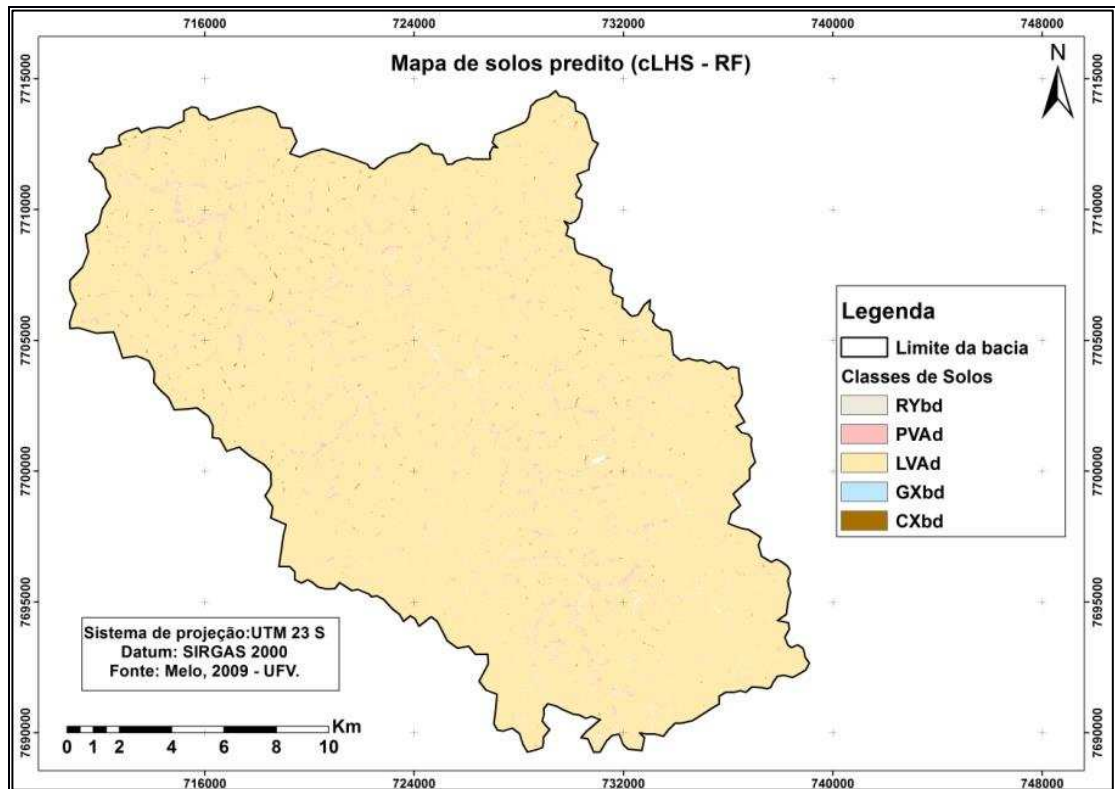 716000 724000 732000 740000 748000
Mapa de solos predito (cLHS - RF)
N
7715000 7715000
7710000 7710000
7705000 7705000
7700000 7700000
7695000 7695000
7690000 7690000
Legenda
Limite da bacia
Classes de Solos
RYbd
PVAd
LVAd
GXbd
CXbd
Sistema de projeção:UTM 23 S
Datum: SIRGAS 2000
Fonte: Melo, 2009 - UFV.
Km
0 1 2 4 6 8 10
716000 724000 732000 740000 748000